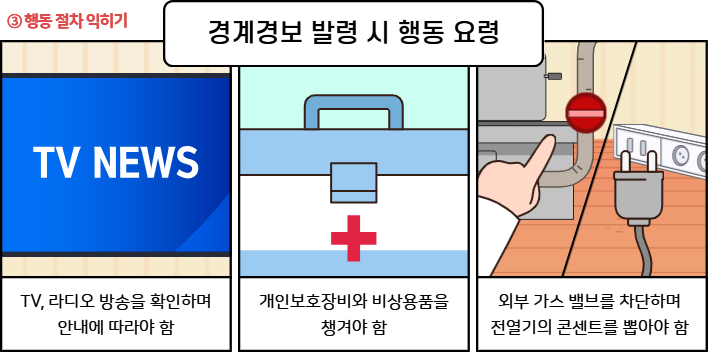 ③ 행동 절차 익히기
경계경보 발령 시 행동 요령
TV NEWS
TV, 라디오 방송을 확인하며
안내에 따라야 함
개인보호장비와 비상용품을
챙겨야 함
외부 가스 밸브를 차단하며
전열기의 콘센트를 뽑아야 함